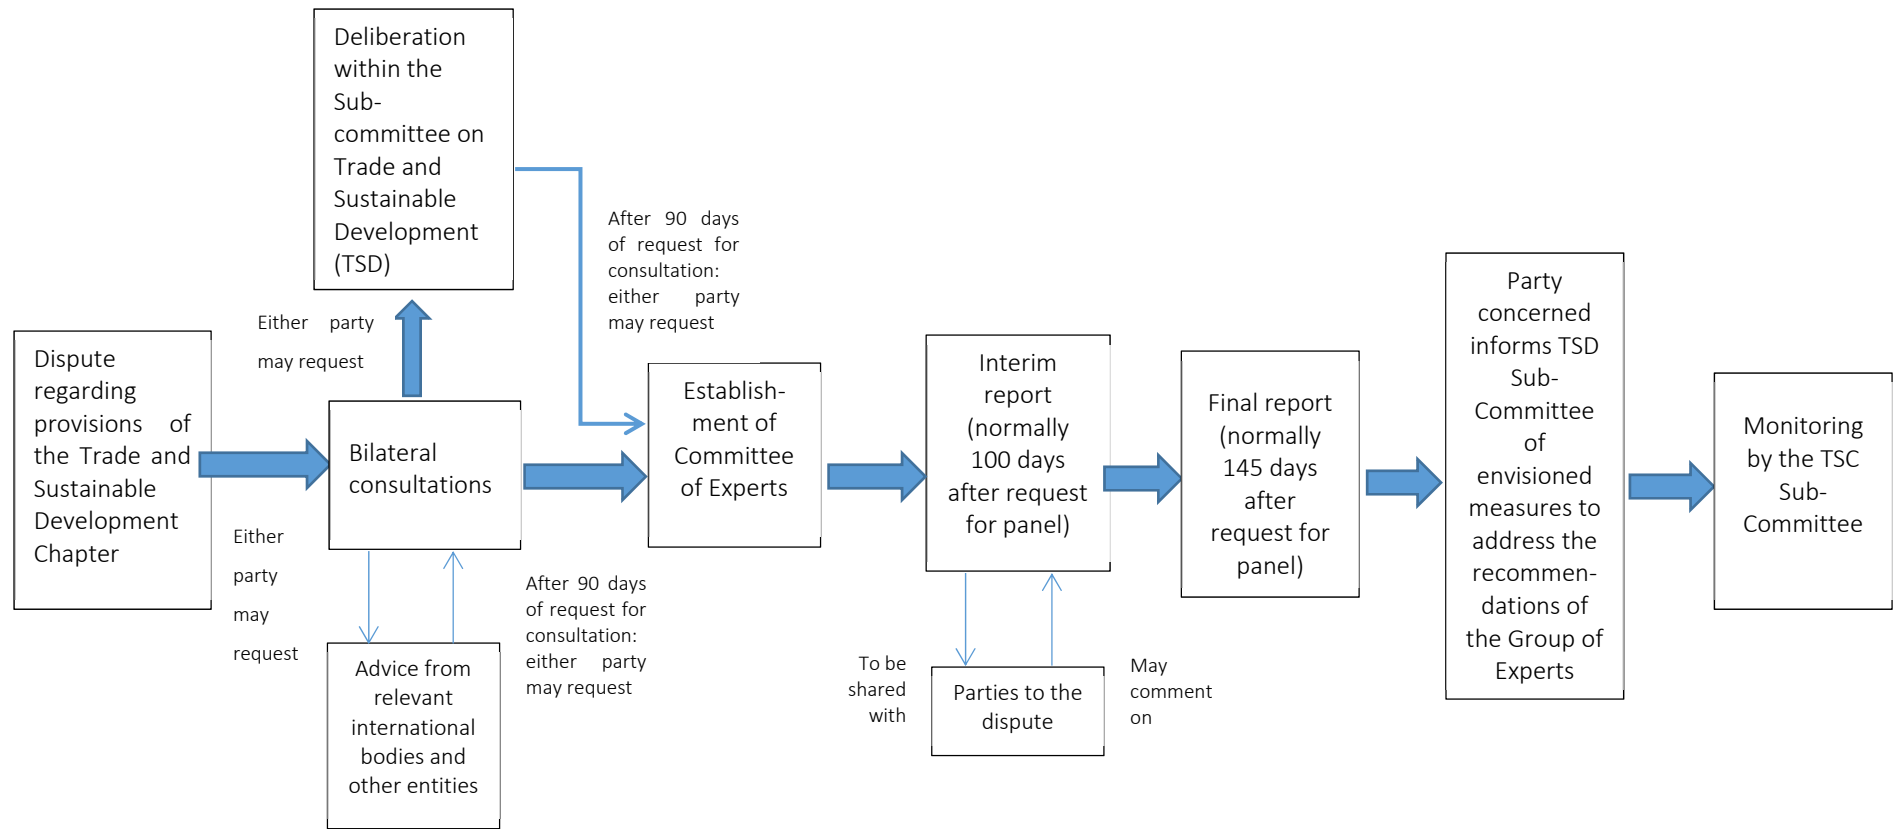 Deliberation
within the
Sub-
committee on
Trade and
Sustainable
Development
(TSD)
After 90 days
of request for
consultation:
either party
may request
Either party
may request
Dispute
regarding
provisions of
the Trade and
Sustainable
Development
Chapter
Bilateral
consultations
Either
party
may
request
Advice from
relevant
international
bodies and
other entities
After 90 days
of request for
consultation:
either party
may request
Establish-
ment of
Committee
of Experts
Interim
report
(normally
100 days
after request
for panel)
To be
shared
with
Parties to the
dispute
May
comment
on
Final report
(normally
145 days
after
request for
panel)
Party
concerned
informs TSD
Sub-
Committee
of
envisioned
measures to
address the
recommen-
dations of
the Group of
Experts
Monitoring
by the TSC
Sub-
Committee